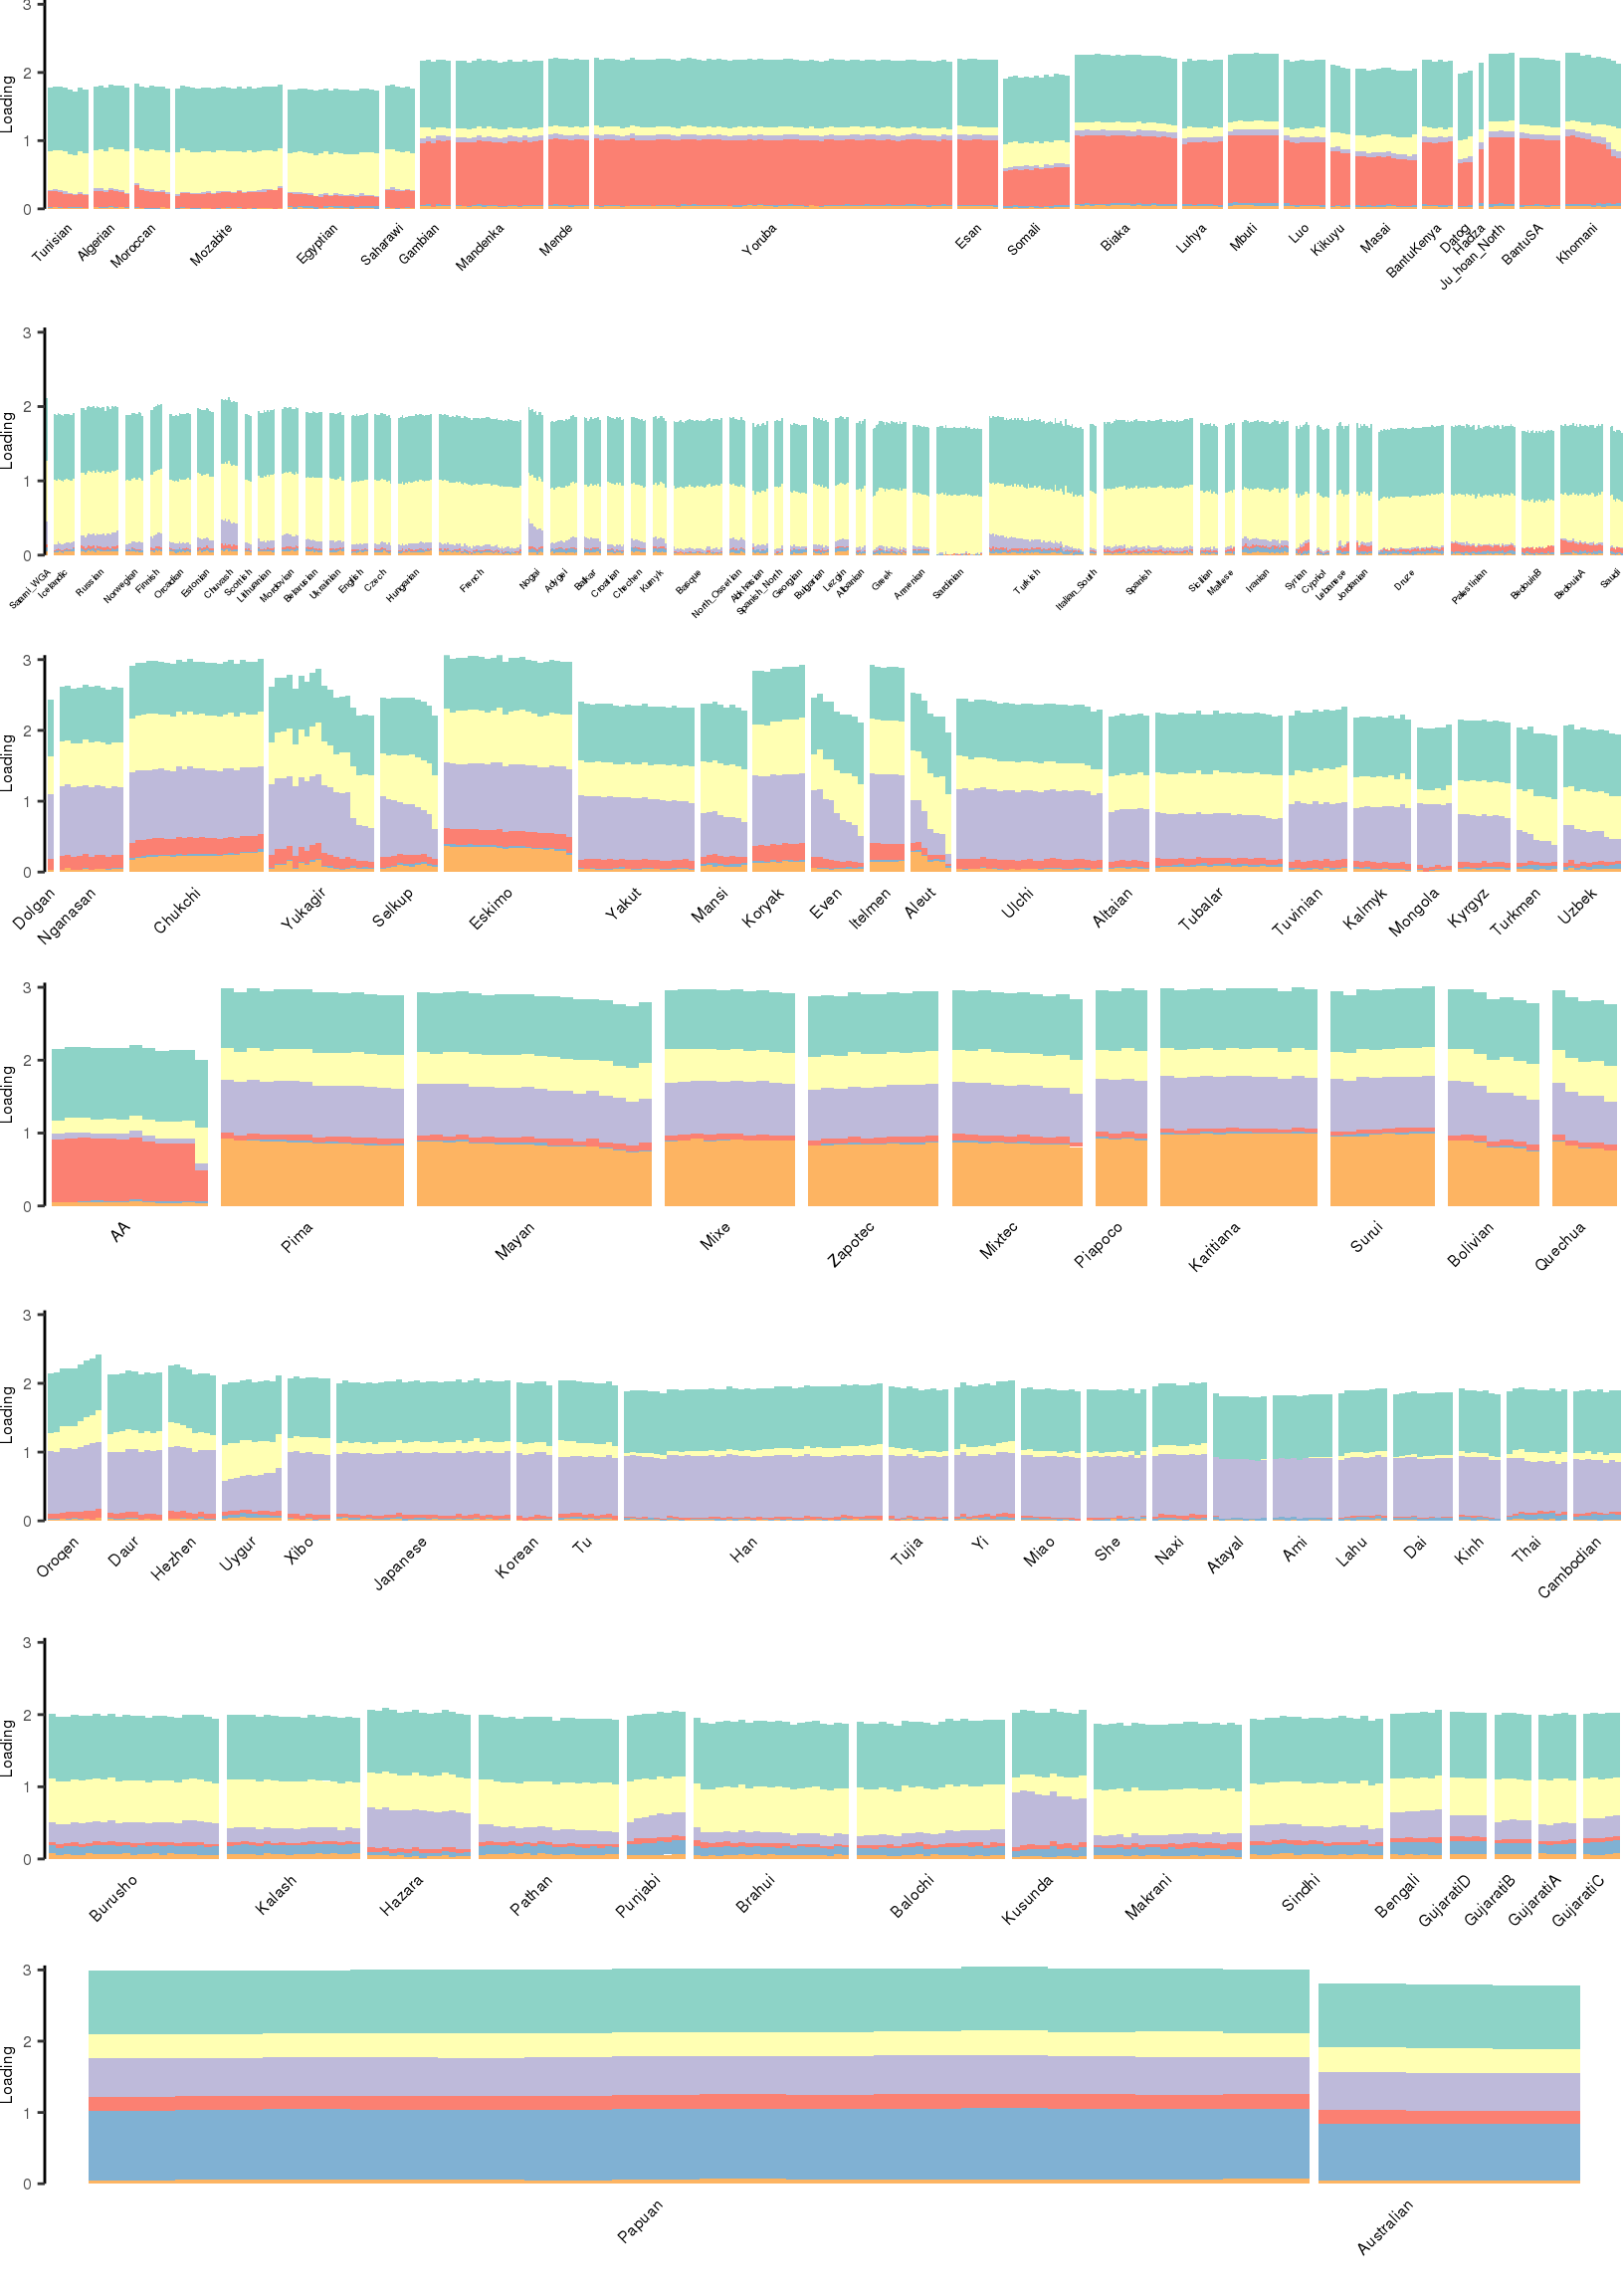 3
2
1
0
Loading
Tunisian Algerian Moroccan Mozabite Egyptian Saharawi Gambian Mandenka Mende Yoruba Esan Somali Biaka Luhya Mbuti Luo Kikuyu Masai BantuKenya Datog Hadza Ju_hoan_North BantuSA Khomani
3
2
1
0
Loading
Saami_WGA Icelandic Russian Norwegian Finnish Orcadian Estonian Chuvash Scottish Lithuanian Mordovian Belarusian Ukrainian English Czech Hungarian French Nogai Adygei Balkar Croatian Chechen Kumyk Basque North_Ossetian Abkhasian Spanish_North Georgian Bulgarian Lezgin Albanian Greek Armenian Sardinian Turkish Italian_South Spanish Sicilian Maltese Iranian Syrian Cypriot Lebanese Jordanian Druze Palestinian BedouinB BedouinA Saudi
3
2
1
0
Loading
Dolgan Nganasan Chukchi Yukagir Selkup Eskimo Yakut Mansi Koryak Even Itelmen Aleut Ulchi Altaian Tubalar Tuvinian Kalmyk Mongola Kyrgyz Turkmen Uzbek
3
2
1
0
Loading
AA Pima Mayan Mixe Zapotec Mixtec Piapoco Karitiana Surui Bolivian Quechua
3
2
1
0
Loading
Oroqen Daur Hezhen Uygur Xibo Japanese Korean Tu Han Tujia Yi Miao She Naxi Atayal Ami Lahu Dai Kinh Thai Cambodian
3
2
1
0
Loading
Burusho Kalash Hazara Pathan Punjabi Brahui Balochi Kusunda Makrani Sindhi Bengali GujaratiD GujaratiB GujaratiA GujaratiC
3
2
1
0
Loading
Papuan Australian